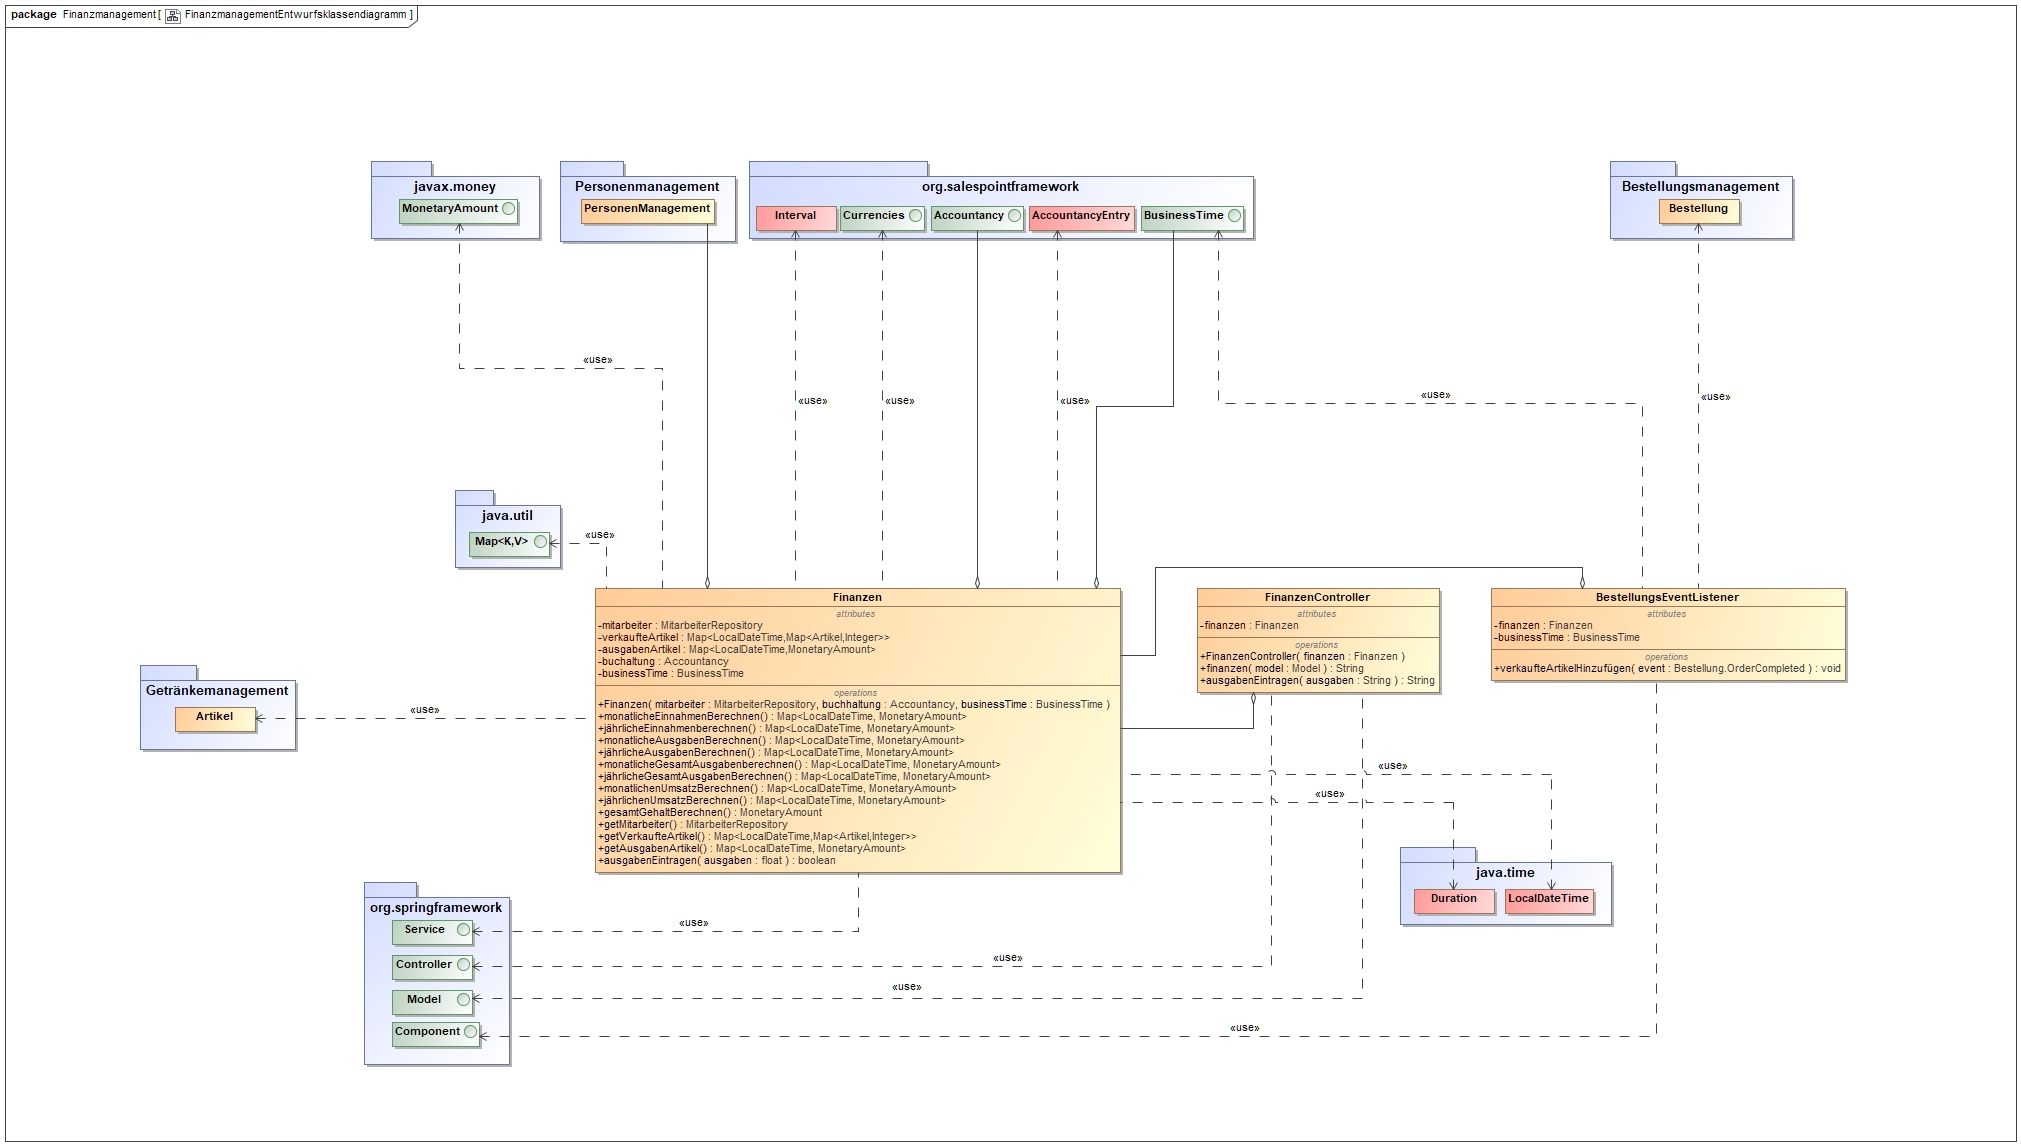 package Finanzmanagement[ FinanzmanagementEntwurfsklassendiagramm ]
javax.money
MonetaryAmount
Personenmanagement
PersonenManagement
org.salespointframework
Interval
Currencies
Accountancy
AccountancyEntry
BusinessTime
Bestellungsmanagement
Bestellung
«use»
«use»
«use»
«use»
«use»
«use»
java.util
Map<K,V>
«use»
Getränkemanagement
Artikel
«use»
Finanzen
attributes
-mitarbeiter : MitarbeiterRepository
-verkaufteArtikel : Map<LocalDateTime,Map<Artikel,Integer>>
-ausgabenArtikel : Map<LocalDateTime,MonetaryAmount>
-buchaltung : Accountancy
-businessTime : BusinessTime
operations
+Finanzen( mitarbeiter : MitarbeiterRepository, buchhaltung : Accountancy, businessTime : BusinessTime )
+monatlicheEinnahmenBerechnen() : Map<LocalDateTime, MonetaryAmount>
+jährlicheEinnahmenberechnen() : Map<LocalDateTime, MonetaryAmount>
+monatlicheAusgabenBerechnen() : Map<LocalDateTime, MonetaryAmount>
+jährlicheAusgabenBerechnen() : Map<LocalDateTime, MonetaryAmount>
+monatlicheGesamtAusgabenberechnen() : Map<LocalDateTime, MonetaryAmount>
+jährlicheGesamtAusgabenBerechnen() : Map<LocalDateTime, MonetaryAmount>
+monatlichenUmsatzBerechnen() : Map<LocalDateTime, MonetaryAmount>
+jährlichenUmsatzBerechnen() : Map<LocalDateTime, MonetaryAmount>
+gesamtGehaltBerechnen() : MonetaryAmount
+getMitarbeiter() : MitarbeiterRepository
+getVerkaufteArtikel() : Map<LocalDateTime,Map<Artikel,Integer>>
+getAusgabenArtikel() : Map<LocalDateTime, MonetaryAmount>
+ausgabenEintragen( ausgaben : float ) : boolean
FinanzenController
attributes
-finanzen : Finanzen
operations
+FinanzenController( finanzen : Finanzen )
+finanzen( model : Model ) : String
+ausgabenEintragen( ausgaben : String ) : String
BestellungsEventListener
attributes
-finanzen : Finanzen
-businessTime : BusinessTime
operations
+verkaufteArtikelHinzufügen( event : Bestellung.OrderCompleted ) : void
«use»
«use»
java.time
Duration
LocalDateTime
org.springframework
Service
Controller
Model
Component
«use»
«use»
«use»
«use»